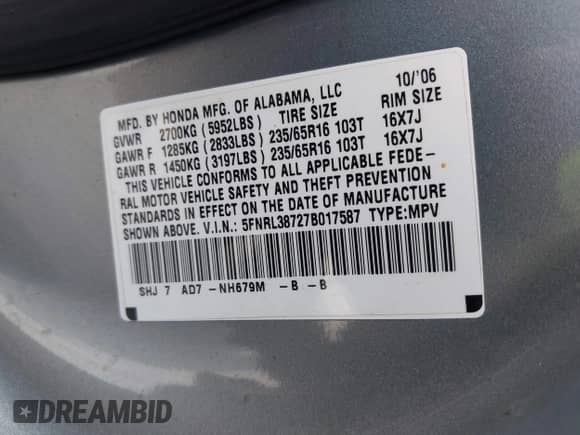 MFD. BY HONDA MFG. OF ALABAMA, LLC 10/'06
GVWR 2700KG (5952LBS) TIRE SIZE RIM SIZE
GAWR F 1285KG (2833LBS) 235/65R16 103T 16X7J
GAWR R 1450KG (3197LBS) 235/65R16 103T 16X7J
THIS VEHICLE CONFORMS TO ALL APPLICABLE FEDE-
RAL MOTOR VEHICLE SAFETY AND THEFT PREVENTION
STANDARDS IN EFFECT ON THE DATE OF MANUFACTURE
SHOWN ABOVE. V.I.N.: 5FNRL38727B017587 TYPE:MPV
SHJ 7 AD7 -NH679M -B -B
DREAMBID